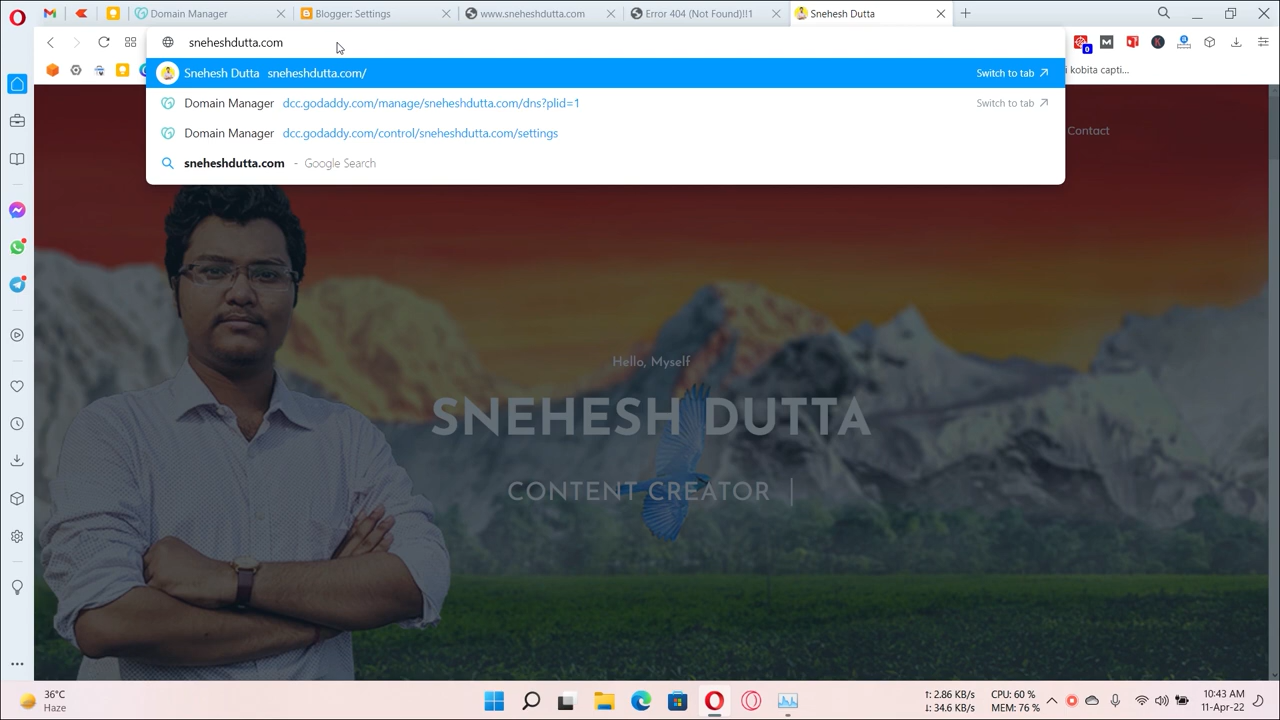 Domain Manager
Blogger: Settings
www.sneheshdutta.com
Error 404 (Not Found)!!1
Snehesh Dutta
sneheshdutta.com
0
Snehesh Dutta sneheshdutta.com/ Switch to tab
i kobita capti...
Domain Manager dcc.godaddy.com/manage/sneheshdutta.com/dns?plid=1 Switch to tab
Domain Manager dcc.godaddy.com/control/sneheshdutta.com/settings
Contact
sneheshdutta.com - Google Search
Hello, Myself
SNEHESH DUTTA
CONTENT CREATOR |
36°C
Haze
↑: 2.86 KB/s
↓: 34.6 KB/s
CPU: 60 %
MEM: 76 %
10:43 AM
11-Apr-22